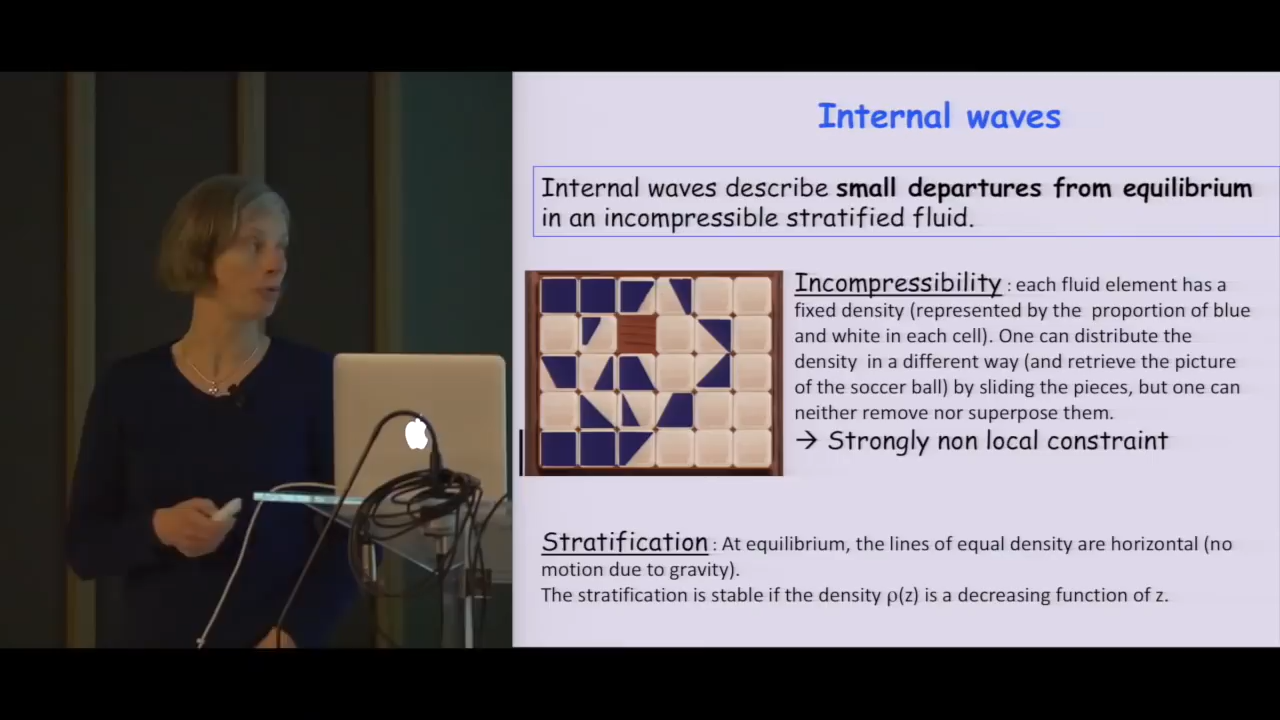 Internal waves
Internal waves describe small departures from equilibrium
in an incompressible stratified fluid.
Incompressibility : each fluid element has a
fixed density (represented by the proportion of blue
and white in each cell). One can distribute the
density in a different way (and retrieve the picture
of the soccer ball) by sliding the pieces, but one can
neither remove nor superpose them.
→ Strongly non local constraint
Stratification : At equilibrium, the lines of equal density are horizontal (no
motion due to gravity).
The stratification is stable if the density ρ(z) is a decreasing function of z.